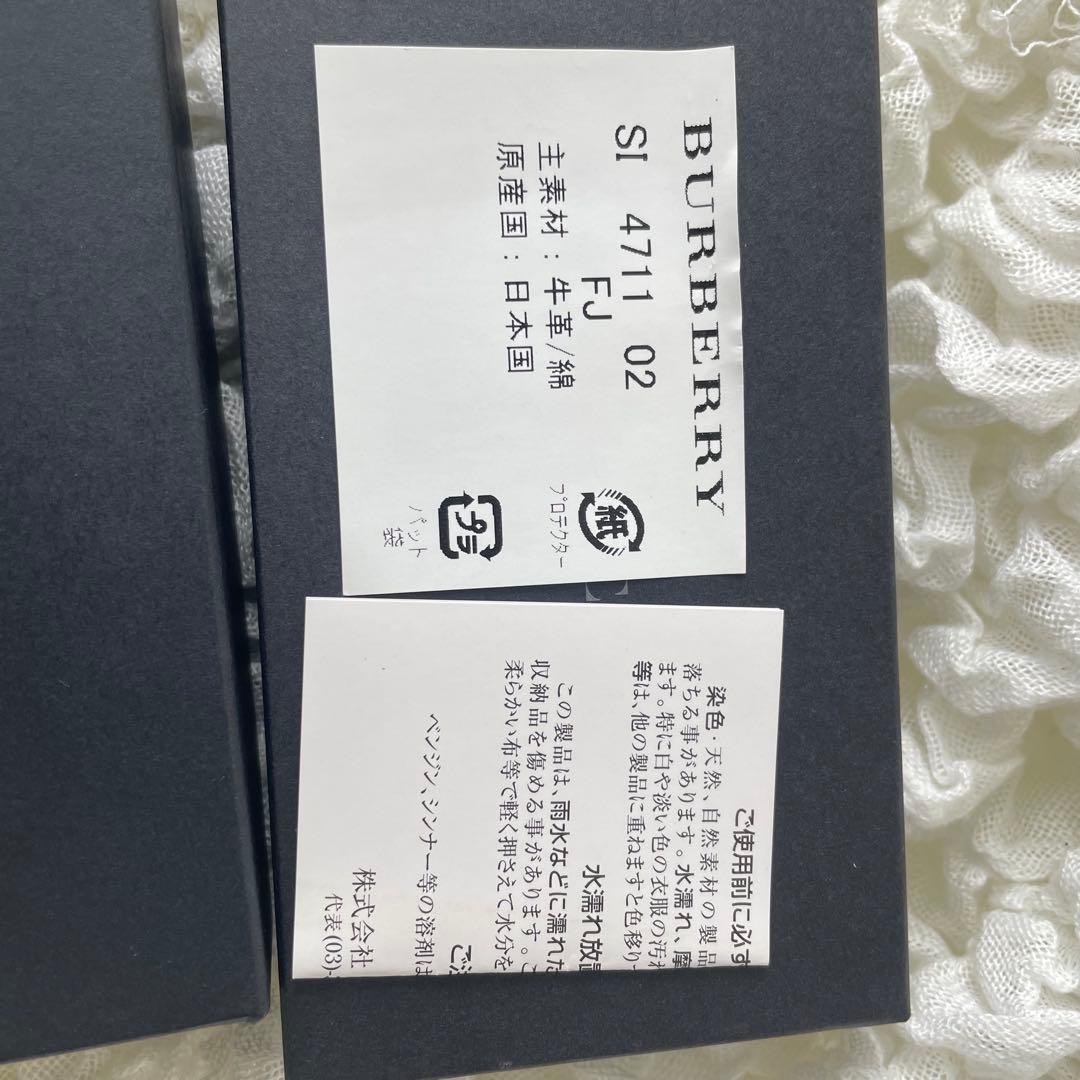 BURBERRY
SI 4711 02
FJ
主素材：牛革/綿
原産国：日本国
紙
プロテクター
プラ
パット
袋
ご使用前に必ず
染色・天然、自然素材の製品
落ちる事があります。水濡れ、摩
ます。特に白や淡い色の衣服の汚れ
等は、他の製品に重ねますと色移り
水濡れ放置
この製品は、雨水などに濡れた
収納品を傷める事があります。
柔らかい布等で軽く押さえて水分を
ご注
ベンジン、シンナー等の溶剤は
株式会社
代表(03)-